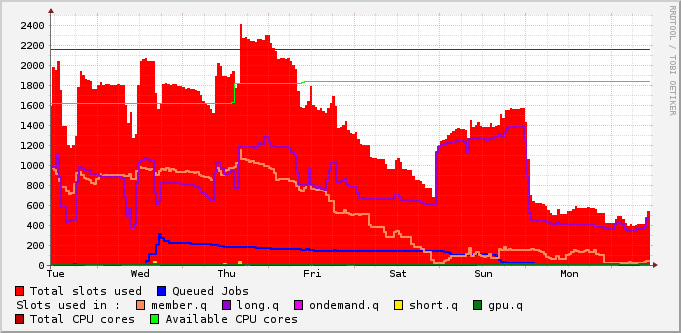 RRDTOOL / TOBI OETIKER
2400
2200
2000
1800
1600
1400
1200
1000
800
600
400
200
0
Tue Wed Thu Fri Sat Sun Mon
Total slots used Queued Jobs
Slots used in : member.q long.q ondemand.q short.q gpu.q
Total CPU cores Available CPU cores